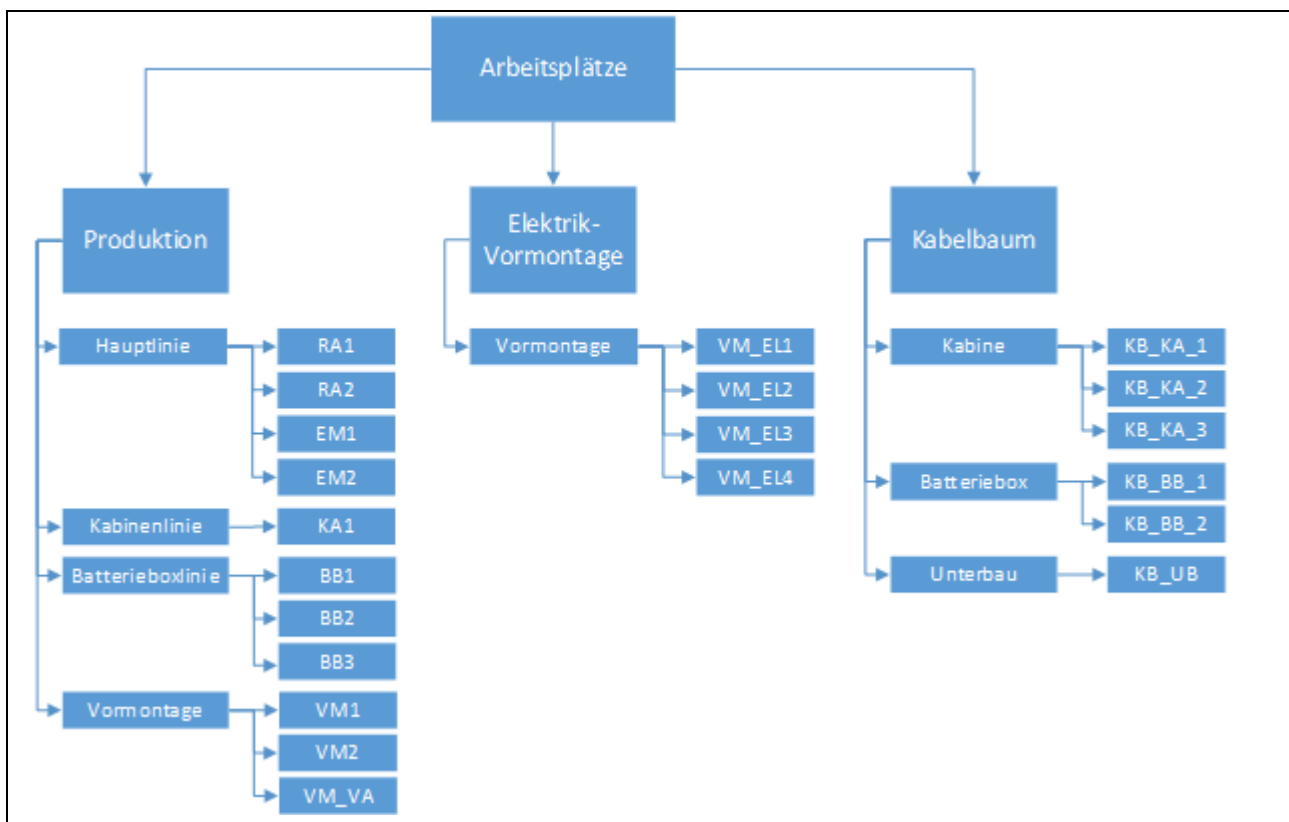 Arbeitsplätze
Produktion
Hauptlinie
RA1
RA2
EM1
EM2
Kabinenlinie
KA1
Batterieboxlinie
BB1
BB2
BB3
Vormontage
VM1
VM2
VM_VA
Elektrik-
Vormontage
Vormontage
VM_EL1
VM_EL2
VM_EL3
VM_EL4
Kabelbaum
Kabine
KB_KA_1
KB_KA_2
KB_KA_3
Batteriebox
KB_BB_1
KB_BB_2
Unterbau
KB_UB